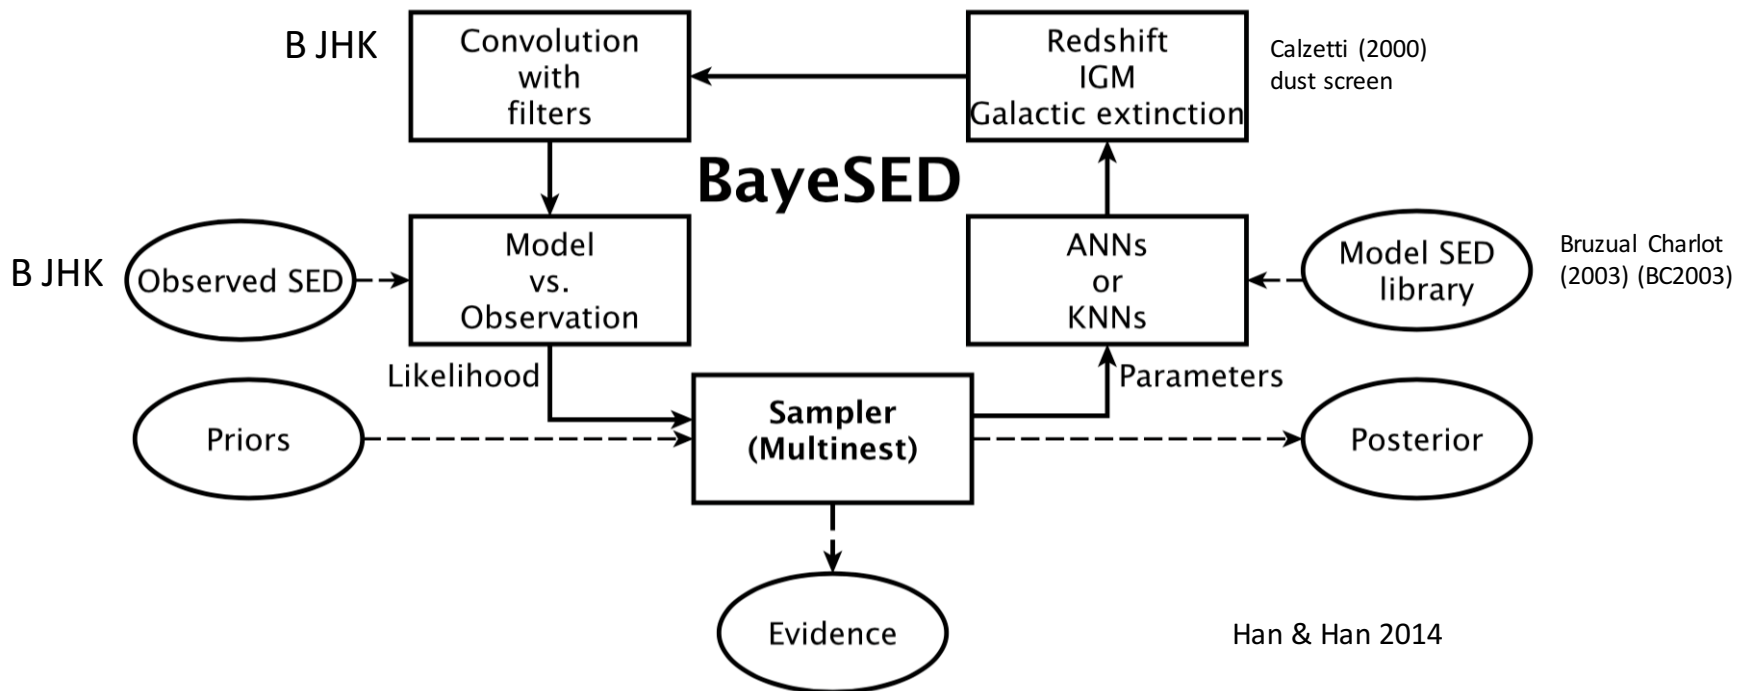 B JHK
Convolution
with
filters
Redshift
IGM
Galactic extinction
Calzetti (2000)
dust screen
BayeSED
B JHK
Observed SED
Model
vs.
Observation
ANNs
or
KNNs
Model SED
library
Bruzual Charlot
(2003) (BC2003)
Likelihood
Parameters
Priors
Sampler
(Multinest)
Posterior
Evidence
Han & Han 2014